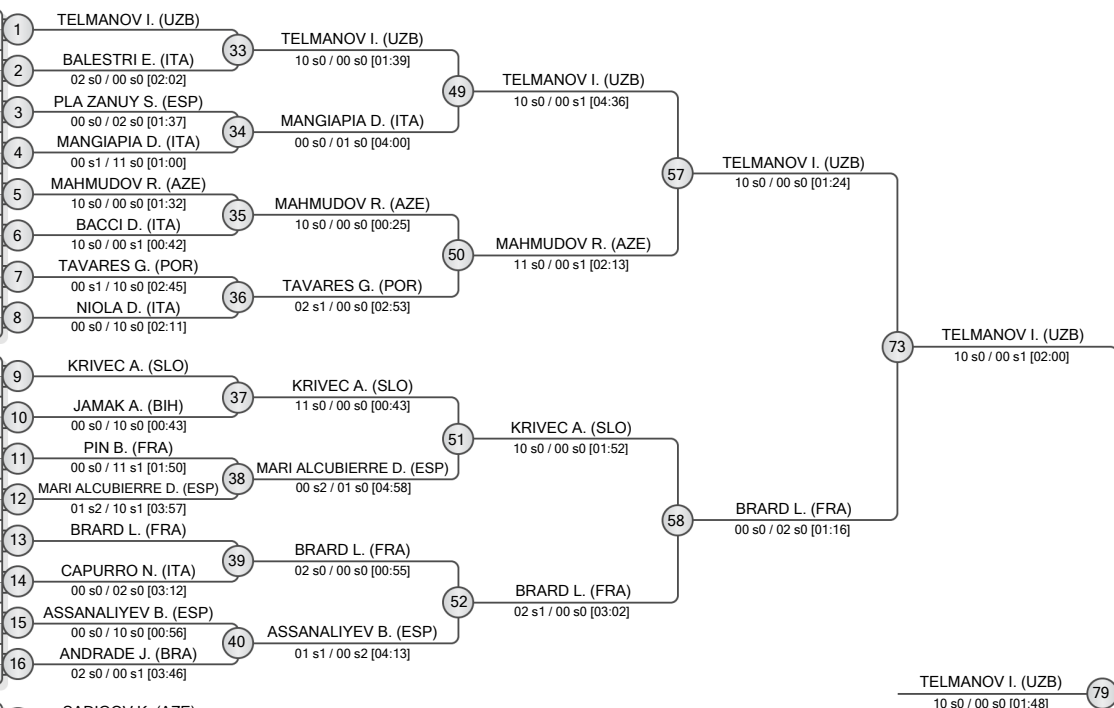 1
TELMANOV I. (UZB)
2
BALESTRI E. (ITA)
02 s0 / 00 s0 [02:02]
3
PLA ZANUY S. (ESP)
00 s0 / 02 s0 [01:37]
4
MANGIAPIA D. (ITA)
00 s1 / 11 s0 [01:00]
5
MAHMUDOV R. (AZE)
10 s0 / 00 s0 [01:32]
6
BACCI D. (ITA)
10 s0 / 00 s1 [00:42]
7
TAVARES G. (POR)
00 s1 / 10 s0 [02:45]
8
NIOLA D. (ITA)
00 s0 / 10 s0 [02:11]
9
KRIVEC A. (SLO)
10
JAMAK A. (BIH)
00 s0 / 10 s0 [00:43]
11
PIN B. (FRA)
00 s0 / 11 s1 [01:50]
12
MARI ALCUBIERRE D. (ESP)
01 s2 / 10 s1 [03:57]
13
BRARD L. (FRA)
14
CAPURRO N. (ITA)
00 s0 / 02 s0 [03:12]
15
ASSANALIYEV B. (ESP)
00 s0 / 10 s0 [00:56]
16
ANDRADE J. (BRA)
02 s0 / 00 s1 [03:46]
33
TELMANOV I. (UZB)
10 s0 / 00 s0 [01:39]
34
MANGIAPIA D. (ITA)
00 s0 / 01 s0 [04:00]
35
MAHMUDOV R. (AZE)
10 s0 / 00 s0 [00:25]
36
TAVARES G. (POR)
02 s1 / 00 s0 [02:53]
37
KRIVEC A. (SLO)
11 s0 / 00 s0 [00:43]
38
MARI ALCUBIERRE D. (ESP)
00 s2 / 01 s0 [04:58]
39
BRARD L. (FRA)
02 s0 / 00 s0 [00:55]
40
ASSANALIYEV B. (ESP)
01 s1 / 00 s2 [04:13]
49
TELMANOV I. (UZB)
10 s0 / 00 s1 [04:36]
50
MAHMUDOV R. (AZE)
11 s0 / 00 s1 [02:13]
51
KRIVEC A. (SLO)
10 s0 / 00 s0 [01:52]
52
BRARD L. (FRA)
02 s1 / 00 s0 [03:02]
57
TELMANOV I. (UZB)
10 s0 / 00 s0 [01:24]
58
BRARD L. (FRA)
00 s0 / 02 s0 [01:16]
73
TELMANOV I. (UZB)
10 s0 / 00 s1 [02:00]
TELMANOV I. (UZB)
79
10 s0 / 00 s0 [01:48]